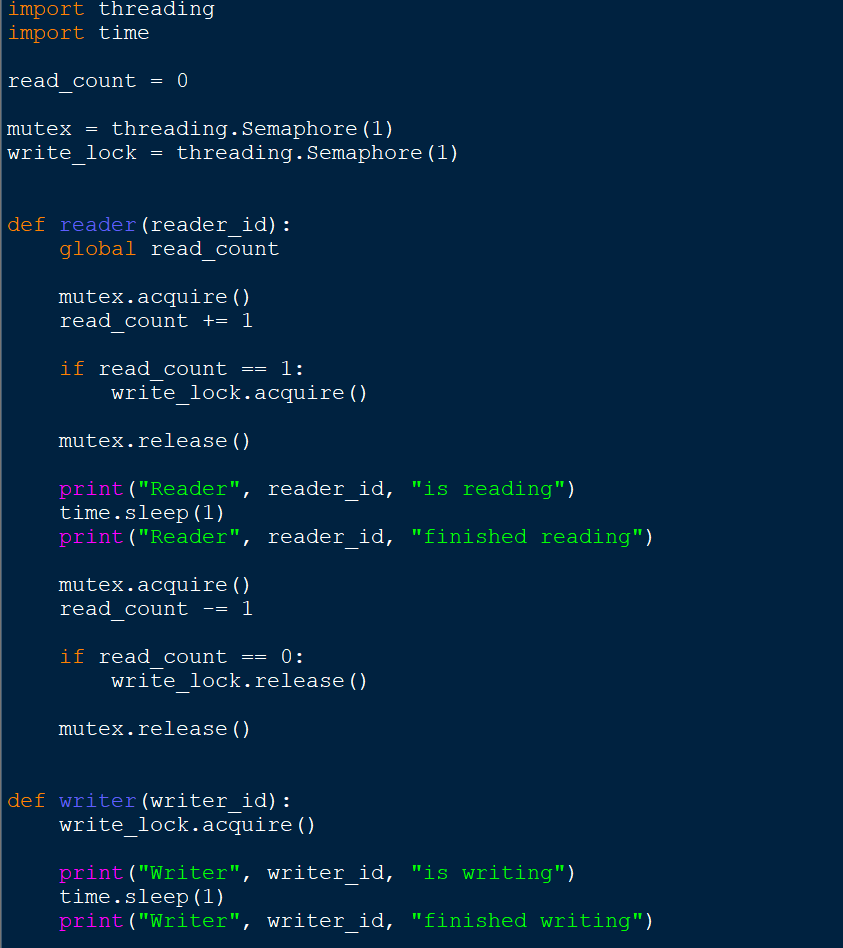 import threading
import time
read_count = 0
mutex = threading.Semaphore(1)
write_lock = threading.Semaphore(1)
def reader(reader_id):
    global read_count
    mutex.acquire()
    read_count += 1
    if read_count == 1:
        write_lock.acquire()
    mutex.release()
    print("Reader", reader_id, "is reading")
    time.sleep(1)
    print("Reader", reader_id, "finished reading")
    mutex.acquire()
    read_count -= 1
    if read_count == 0:
        write_lock.release()
    mutex.release()
def writer(writer_id):
    write_lock.acquire()
    print("Writer", writer_id, "is writing")
    time.sleep(1)
    print("Writer", writer_id, "finished writing")